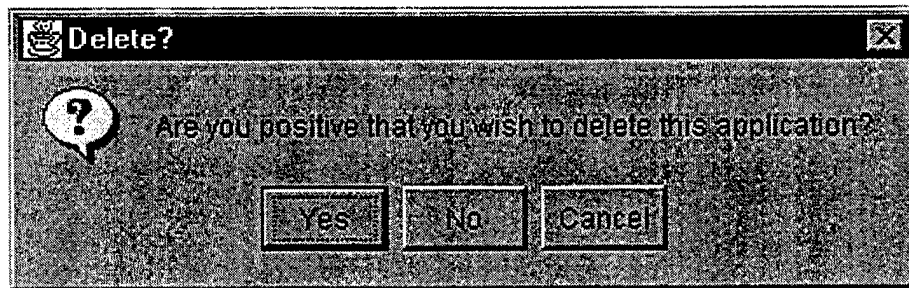 Delete?
Are you positive that you wish to delete this application?
Yes No Cancel